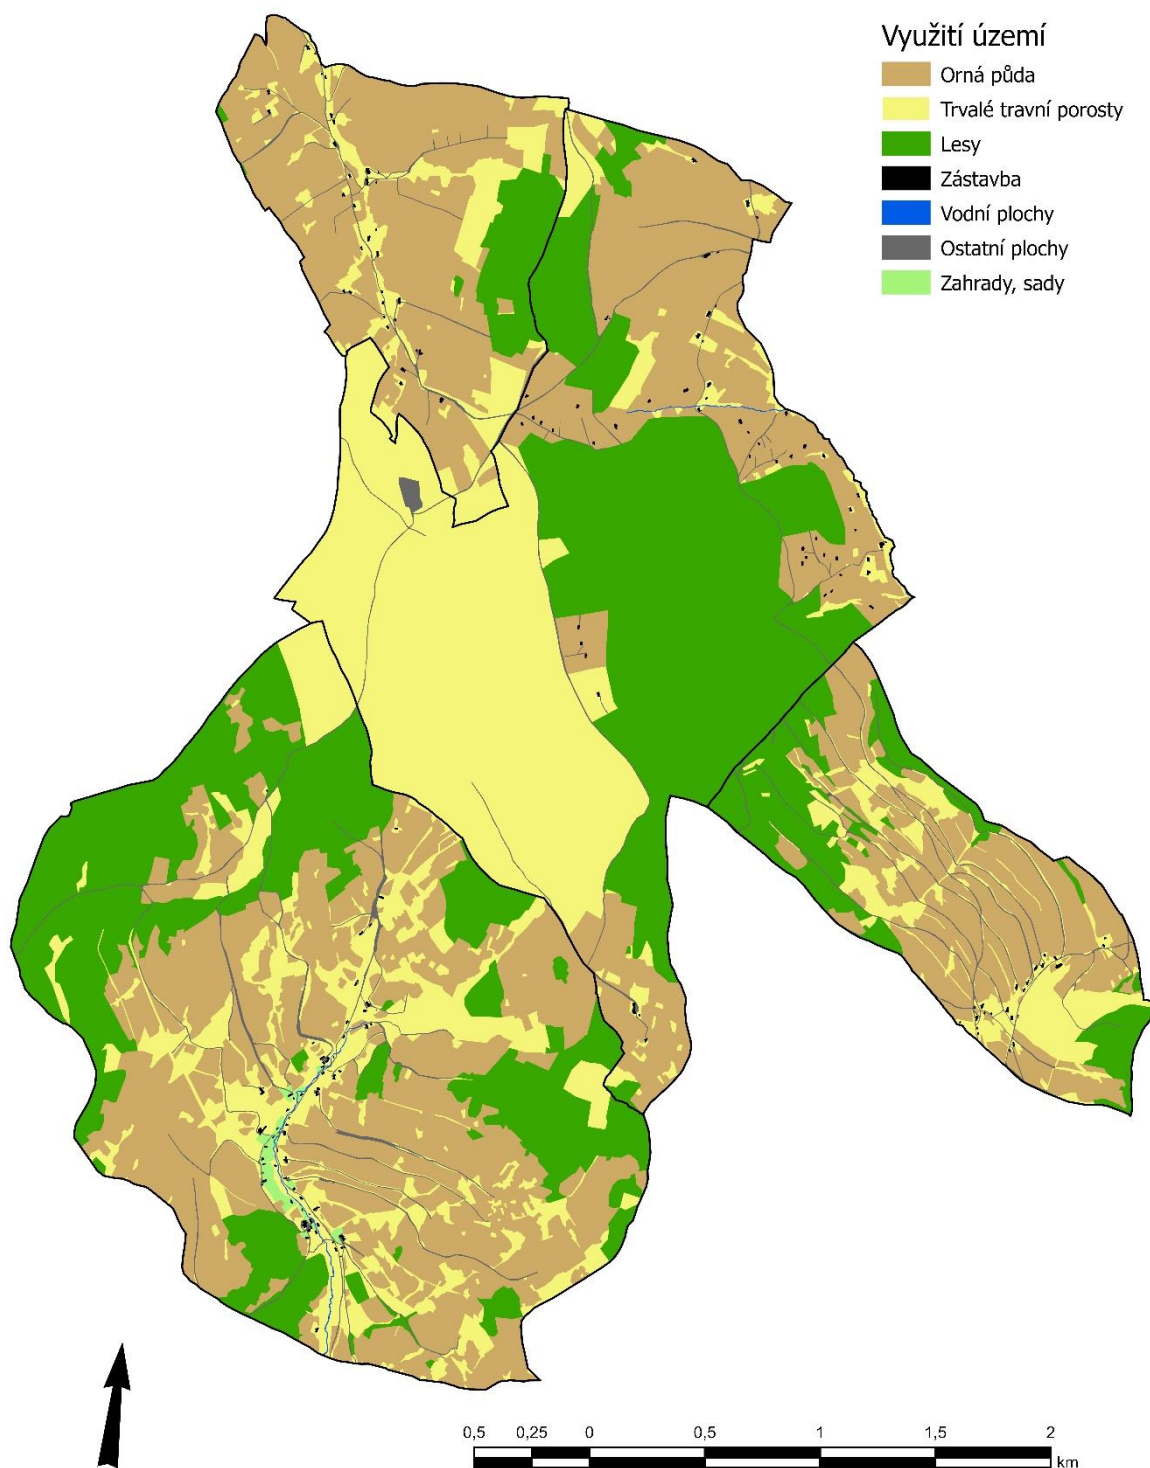 Využití území
Orná půda
Trvalé travní porosty
Lesy
Zástavba
Vodní plochy
Ostatní plochy
Zahrady, sady
0,5 0,25 0 0,5 1 1,5 2
km